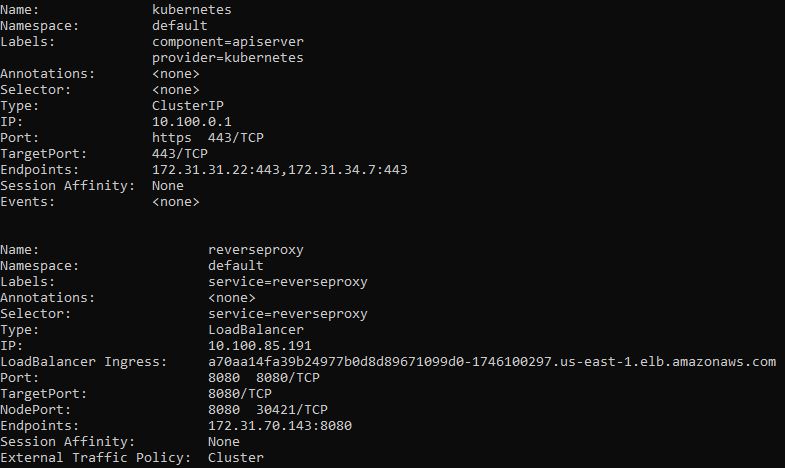 Name: kubernetes
Namespace: default
Labels: component=apiserver
provider=kubernetes
Annotations: <none>
Selector: <none>
Type: ClusterIP
IP: 10.100.0.1
Port: https 443/TCP
TargetPort: 443/TCP
Endpoints: 172.31.31.22:443,172.31.34.7:443
Session Affinity: None
Events: <none>
Name: reverseproxy
Namespace: default
Labels: service=reverseproxy
Annotations: <none>
Selector: service=reverseproxy
Type: LoadBalancer
IP: 10.100.85.191
LoadBalancer Ingress: a70aa14fa39b24977b0d8d89671099d0-1746100297.us-east-1.elb.amazonaws.com
Port: 8080 8080/TCP
TargetPort: 8080/TCP
NodePort: 8080 30421/TCP
Endpoints: 172.31.70.143:8080
Session Affinity: None
External Traffic Policy: Cluster